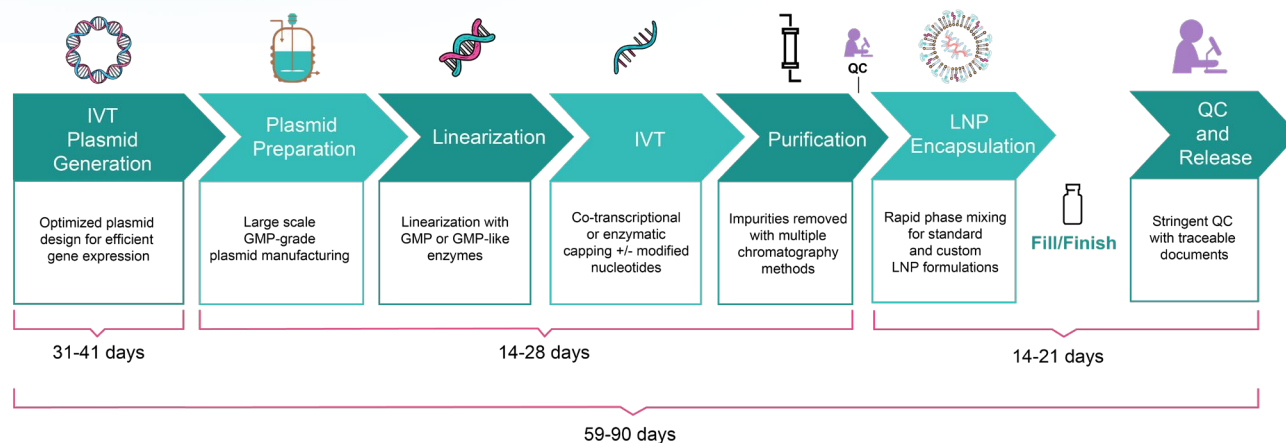 QC
IVT
Plasmid
Generation
Plasmid
Preparation
Linearization
IVT
Purification
LNP
Encapsulation
QC
and
Release
Optimized plasmid
design for efficient
gene expression
Large scale
GMP-grade
plasmid manufacturing
Linearization with
GMP or GMP-like
enzymes
Co-transcriptional
or enzymatic
capping +/- modified
nucleotides
Impurities removed
with multiple
chromatography
methods
Rapid phase mixing
for standard
and custom
LNP formulations
Fill/Finish
Stringent QC
with traceable
documents
31-41 days
14-28 days
14-21 days
59-90 days